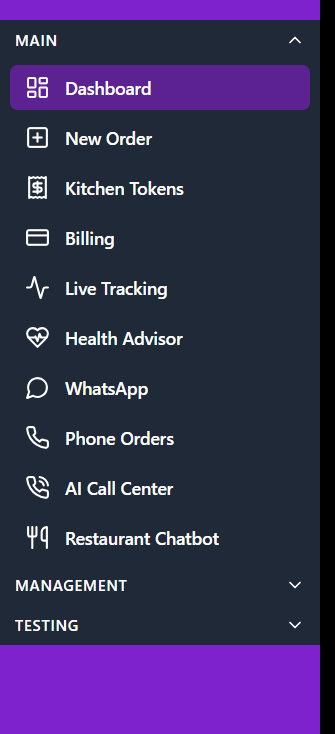 MAIN
Dashboard
New Order
Kitchen Tokens
Billing
Live Tracking
Health Advisor
WhatsApp
Phone Orders
AI Call Center
Restaurant Chatbot
MANAGEMENT
TESTING